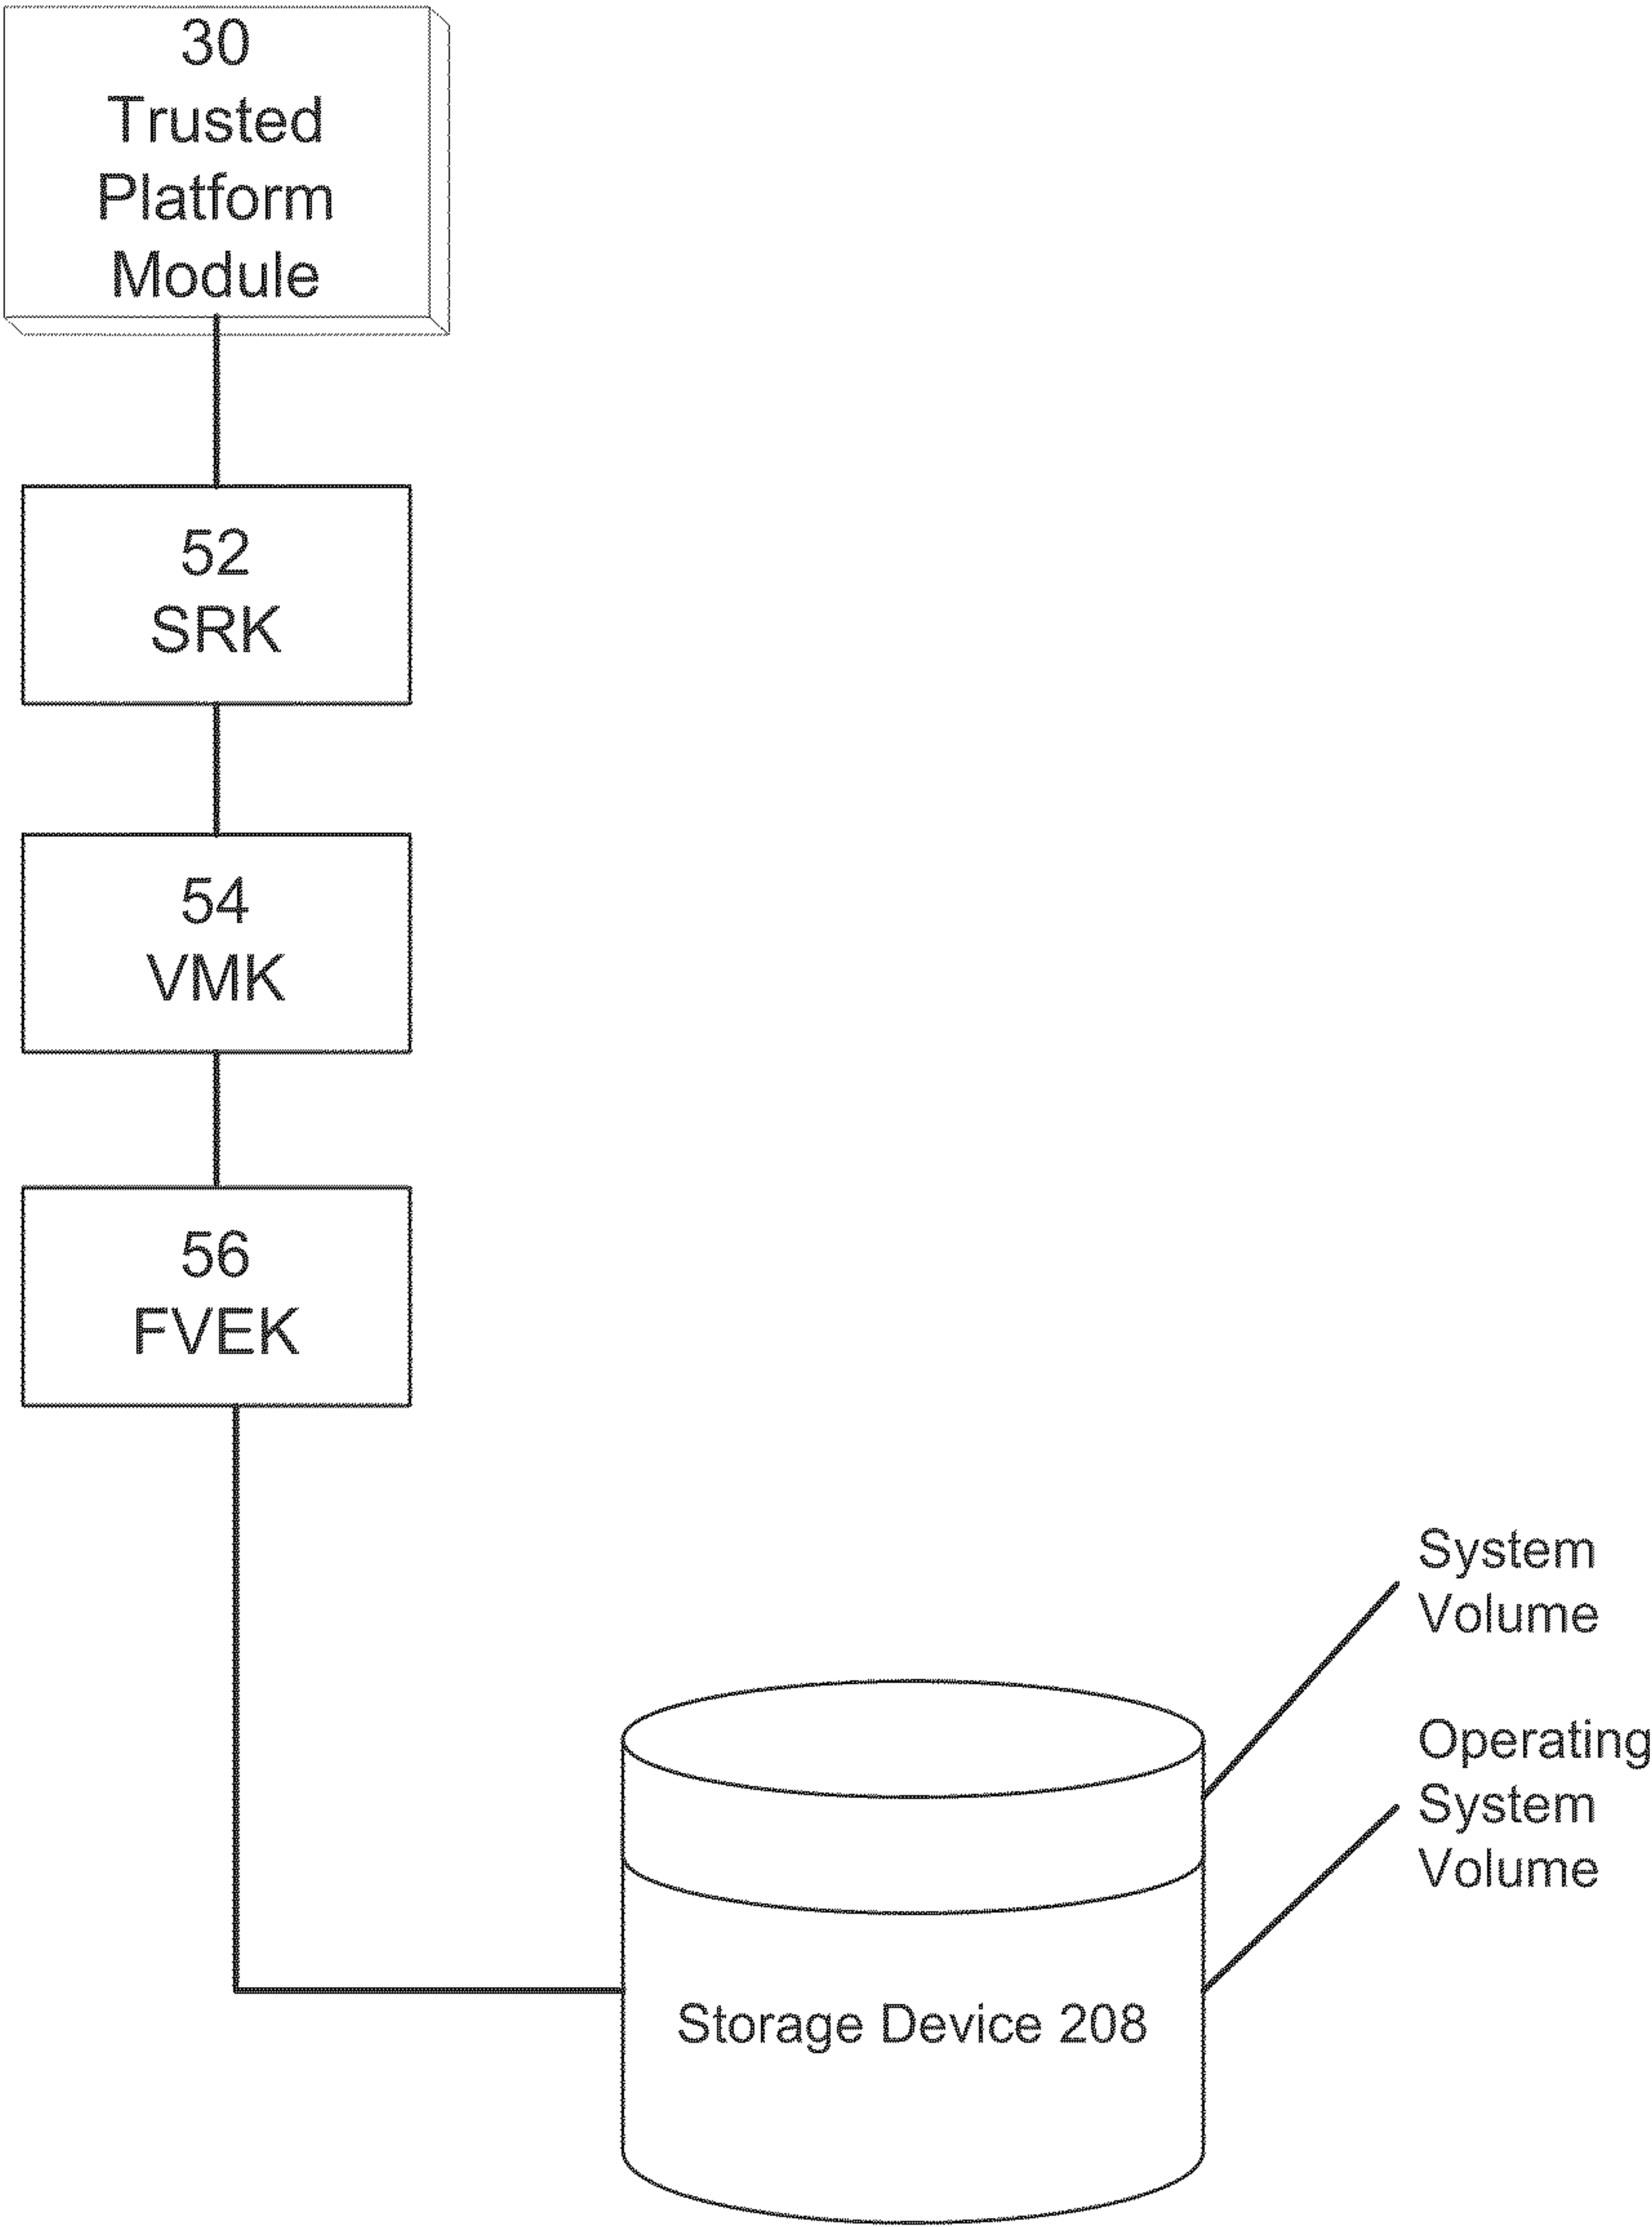 30
Trusted
Platform
Module
52
SRK
54
VMK
56
FVEK
System
Volume
Operating
System
Volume
Storage Device 208